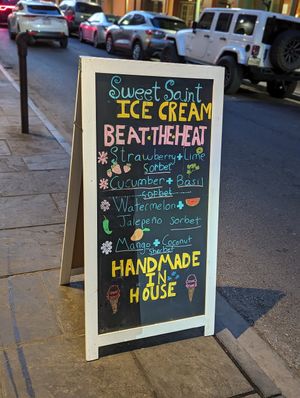 Sweet Saint
ICE CREAM
BEAT-THE-HEAT
Strawberry + Lime
Sorbet
Cucumber + Basil
sorbet
Watermelon +
Jalepeño sorbet
Mango + Coconut
Sherbet
HANDMADE
IN
HOUSE